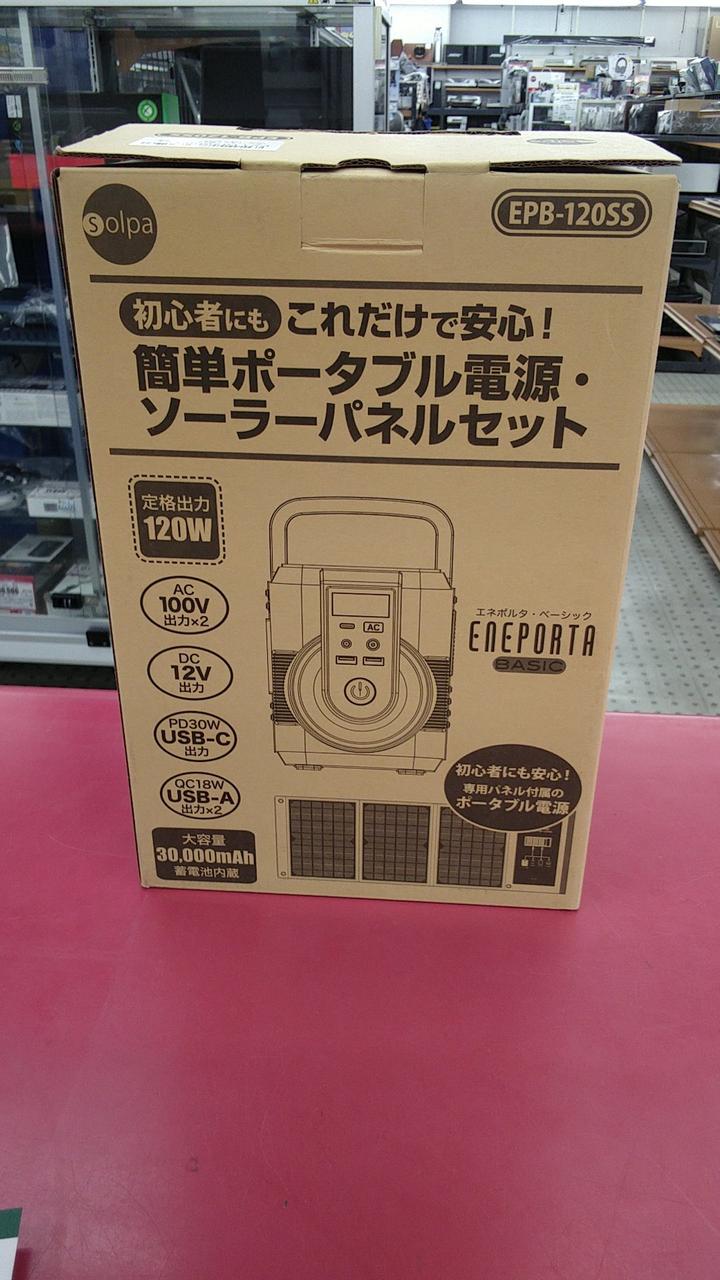 solpa
EPB-120SS
初心者にも これだけで安心!
簡単ポータブル電源・
ソーラーパネルセット
定格出力
120W
AC
100V
出力×2
DC
12V
出力
PD30W
USB-C
出力
QC18W
USB-A
出力×2
大容量
30,000mAh
蓄電池内蔵
AC
エネポルタ・ベーシック
ENEPORTA
BASIC
初心者にも安心!
専用パネル付属の
ポータブル電源